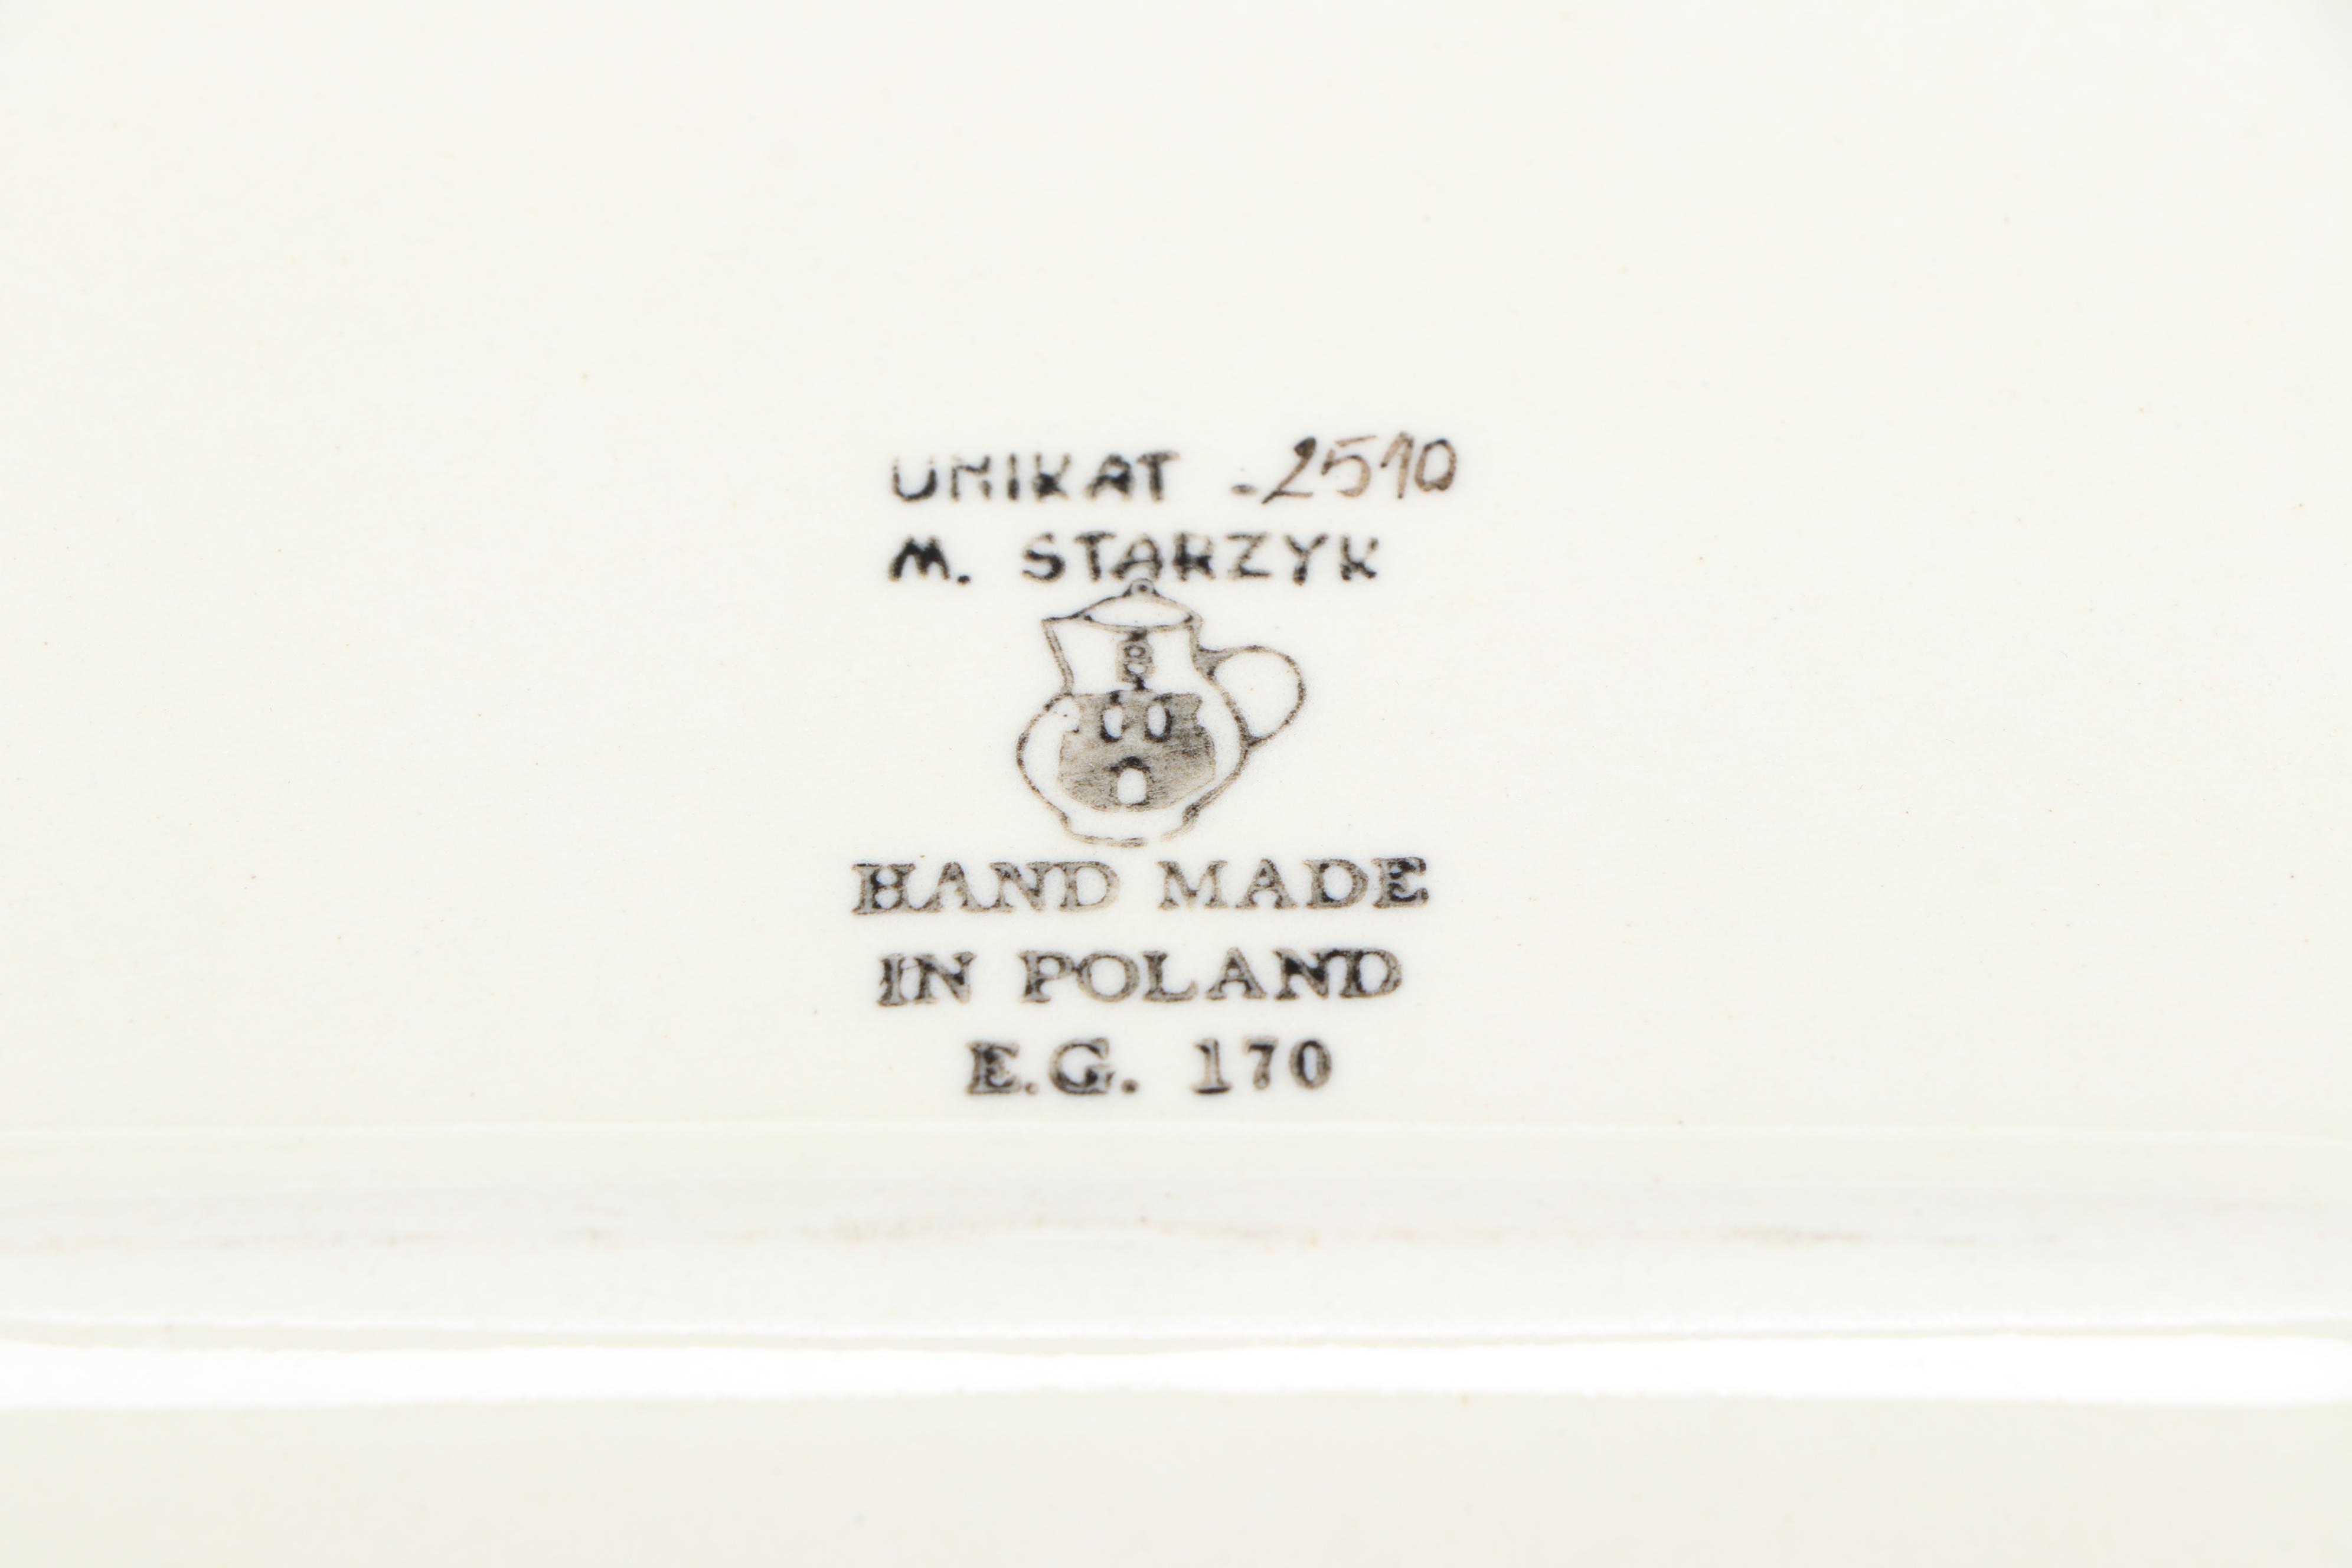 UNIKAT - 2510
M. STARZYK
HAND MADE
IN POLAND
E.G. 170